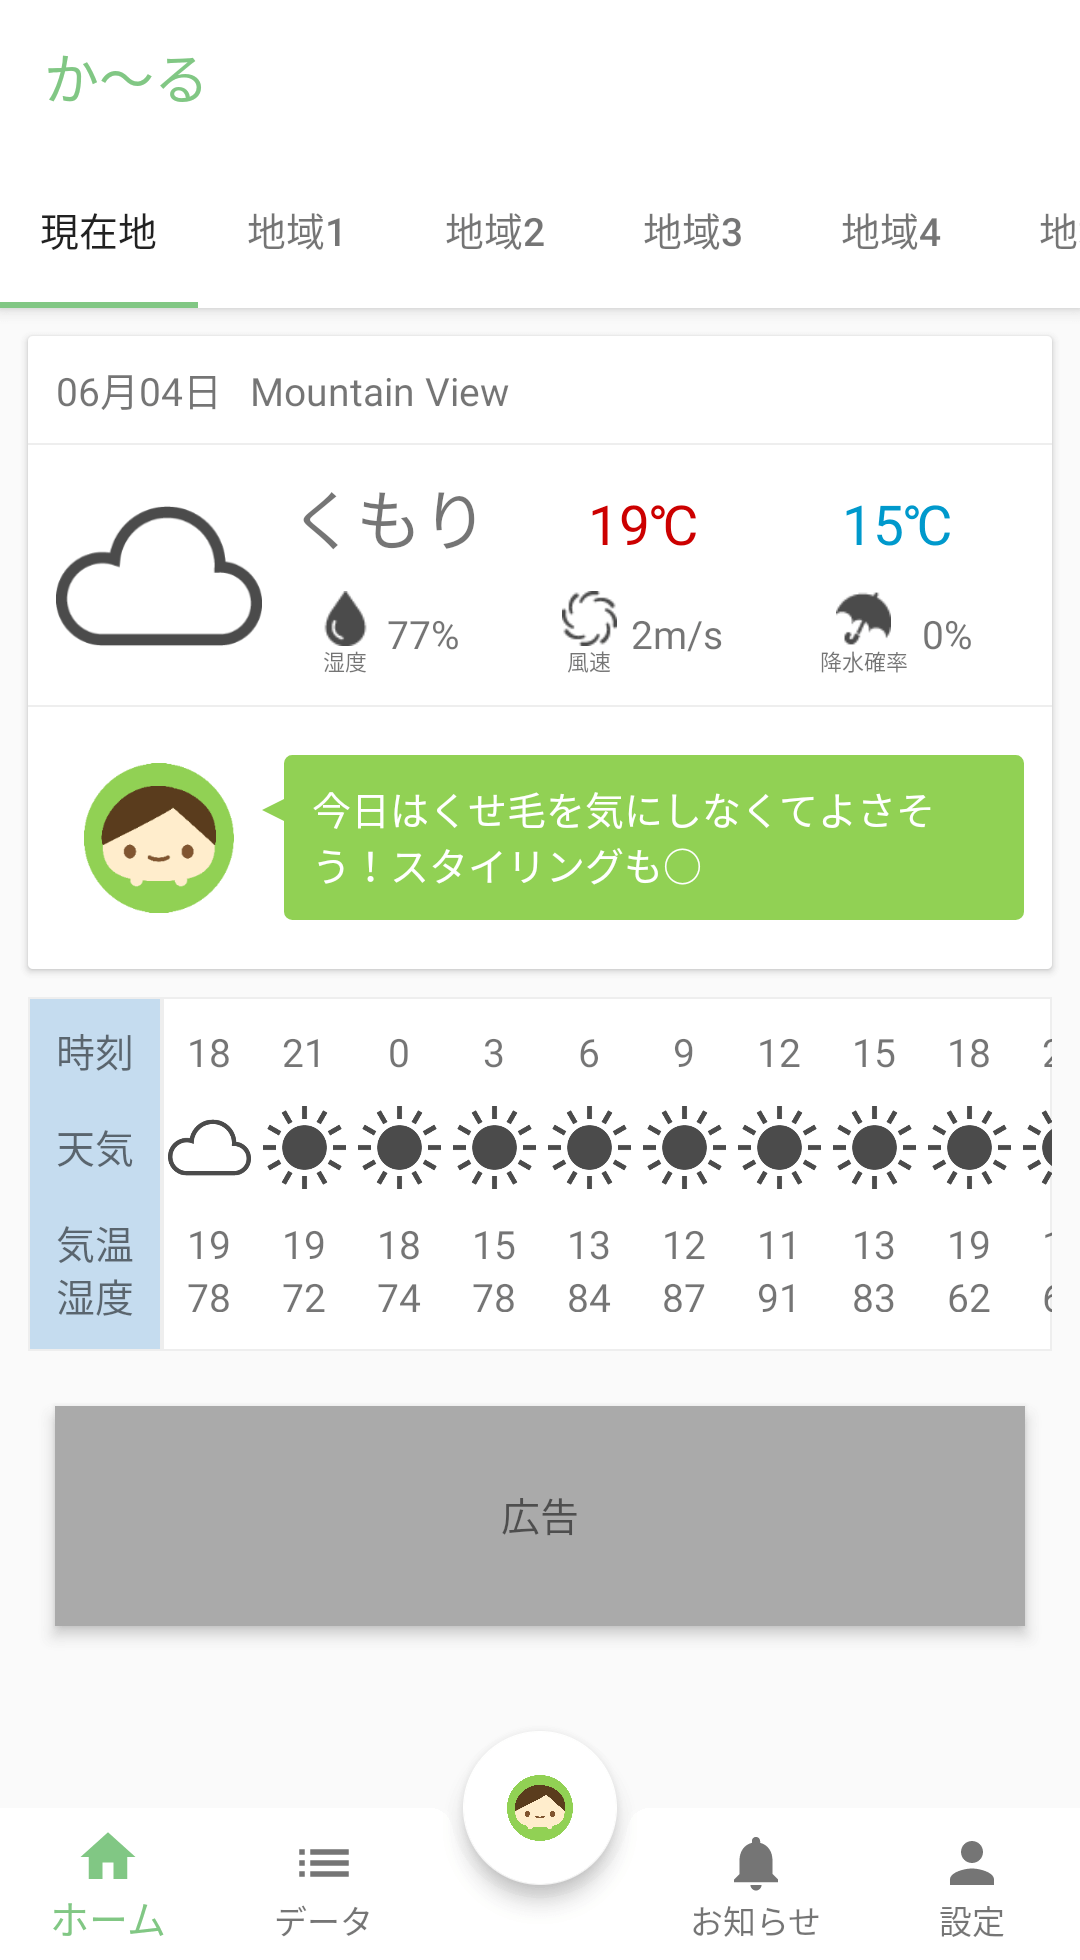 か〜る
現在地 地域1 地域2 地域3 地域4 地
06月04日 Mountain View
くもり 19℃ 15℃
77% 2m/s 0%
湿度 風速 降水確率
今日はくせ毛を気にしなくてよさそ
う！スタイリングも◯
時刻 18 21 0 3 6 9 12 15 18
天気
気温 19 19 18 15 13 12 11 13 19
湿度 78 72 74 78 84 87 91 83 62
広告
ホーム データ お知らせ 設定